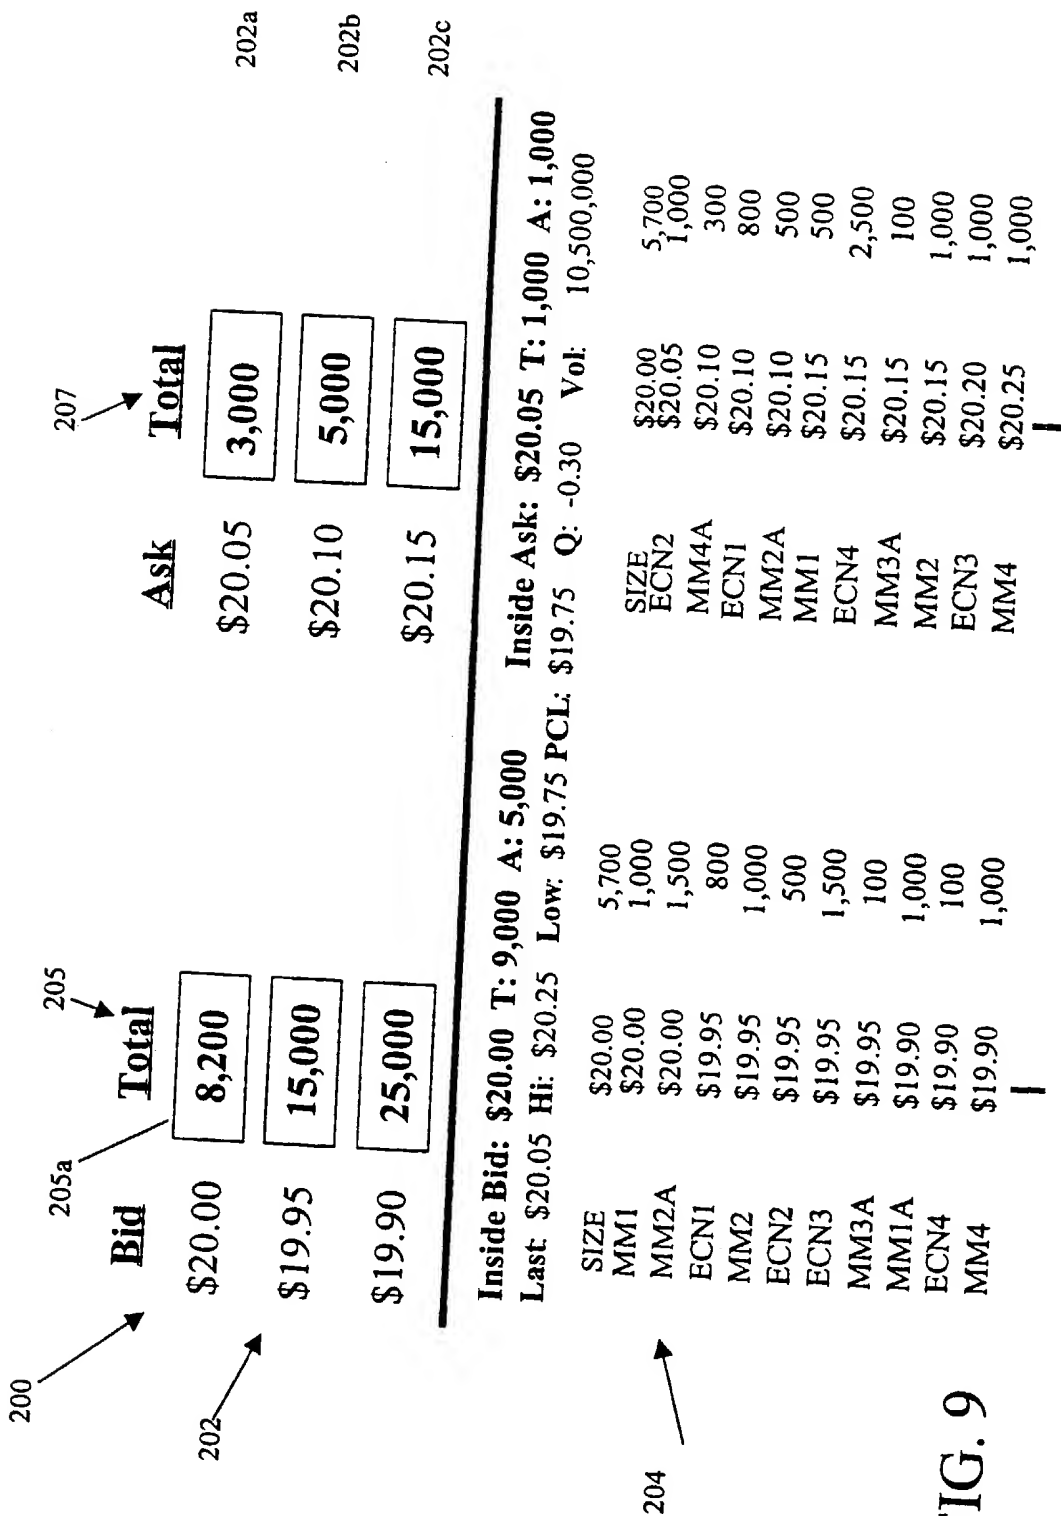 200
205
207
205a
Bid Total Ask Total
$20.00 8,200 $20.05 3,000 202a
$19.95 15,000 $20.10 5,000 202b
$19.90 25,000 $20.15 15,000 202c
202
Inside Bid: $20.00 T: 9,000 A: 5,000 Inside Ask: $20.05 T: 1,000 A: 1,000
Last: $20.05 Hi: $20.25 Low: $19.75 PCL: $19.75 Q: -0.30 Vol: 10,500,000
SIZE $20.00 5,700 SIZE $20.00 5,700
MM1 $20.00 1,000 ECN2 $20.05 1,000
MM2A $20.00 1,500 MM4A $20.10 300
ECN1 $19.95 800 ECN1 $20.10 800
MM2 $19.95 1,000 MM2A $20.10 500
ECN2 $19.95 500 MM1 $20.15 500
ECN3 $19.95 1,500 ECN4 $20.15 2,500
MM3A $19.95 100 MM3A $20.15 100
MM1A $19.90 1,000 MM2 $20.15 1,000
ECN4 $19.90 100 ECN3 $20.20 1,000
MM4 $19.90 1,000 MM4 $20.25 1,000
204
FIG. 9